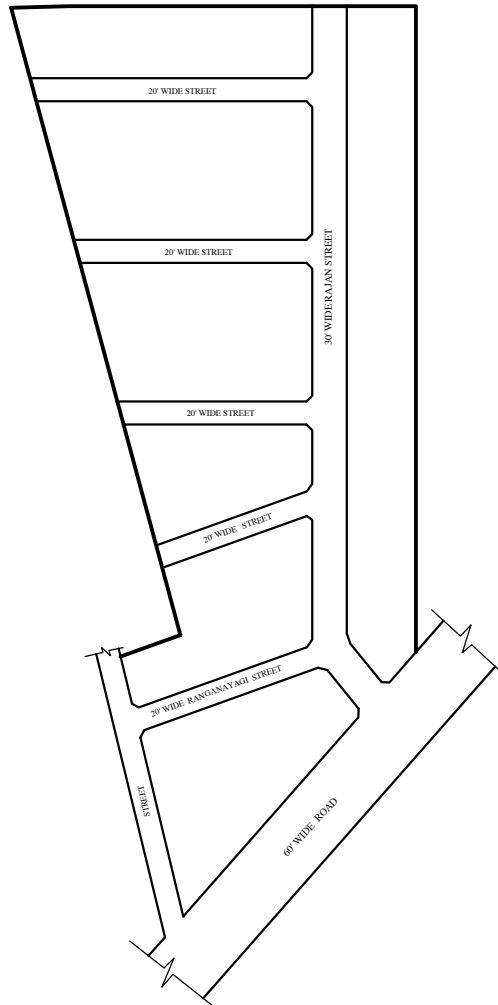 20' WIDE STREET
20' WIDE STREET
30' WIDE RAJAN STREET
20' WIDE STREET
20' WIDE STREET
20' WIDE RANGANAYAGI STREET
STREET
60' WIDE ROAD